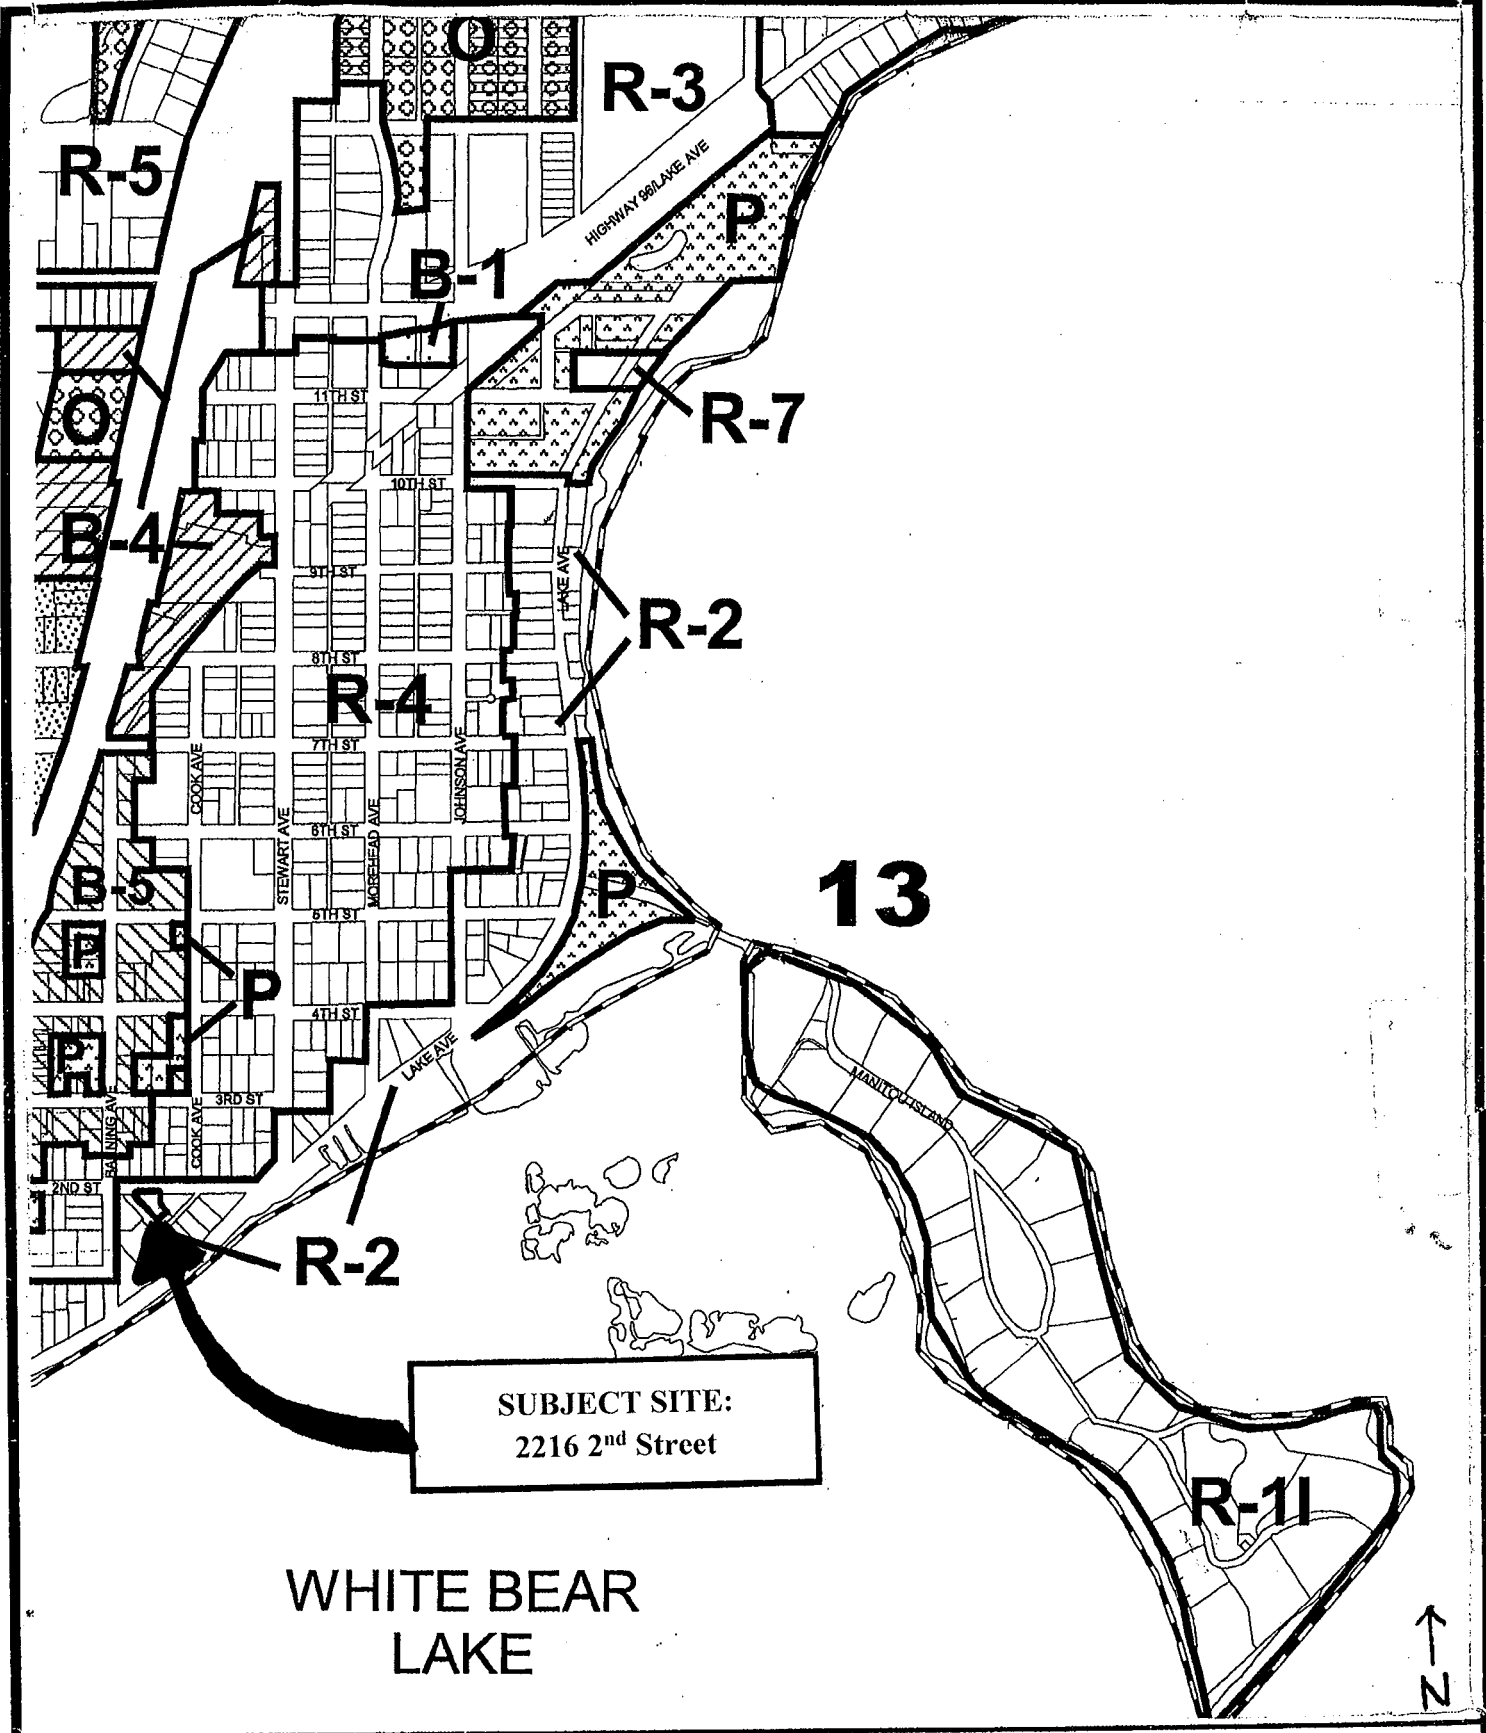 O
R-3
R-5
HIGHWAY 96/LAKE AVE
P
B-1
11TH ST
O
R-7
10TH ST
B-4
9TH ST
LAKE AVE
R-2
8TH ST
R-4
7TH ST
COOK AVE
JOHNSON AVE
STEWART AVE
MOREHEAD AVE
6TH ST
B-5
P
13
5TH ST
P
P
4TH ST
LAKE AVE
P
MANITOU ISLAND
3RD ST
BANNING AVE
COOK AVE
2ND ST
R-2
SUBJECT SITE:
2216 2nd Street
R-1I
WHITE BEAR
LAKE
N